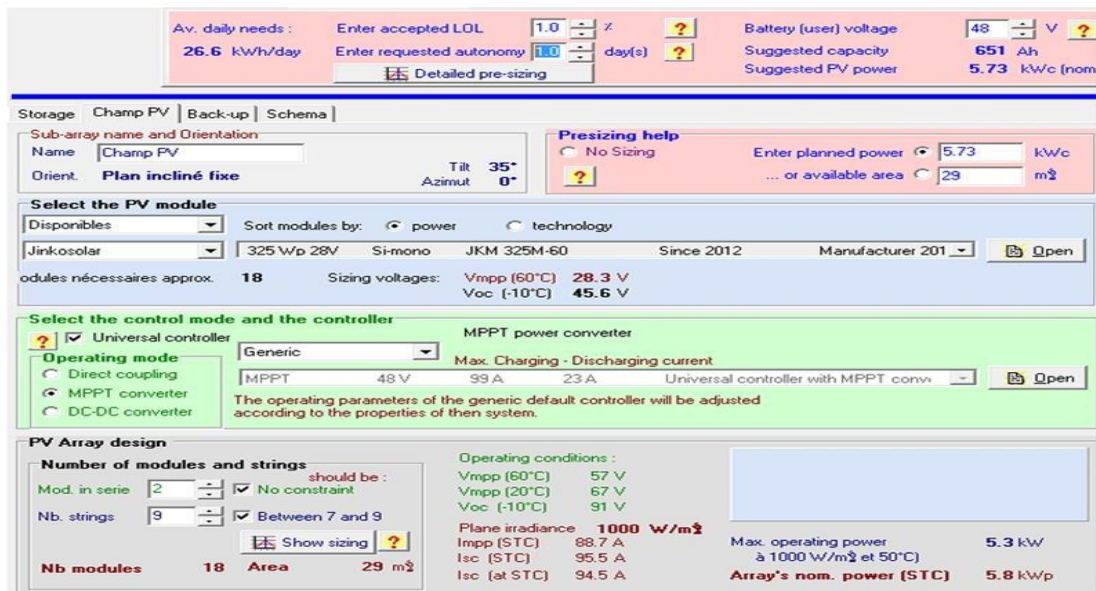 Av. daily needs : Enter accepted LOL 1.0 % ? Battery (user) voltage 48 V ?
26.6 kWh/day Enter requested autonomy 1.0 day(s) ? Suggested capacity 651 Ah
Detailed pre-sizing Suggested PV power 5.73 kWc (nom
Storage Champ PV Back-up Schema
Sub-array name and Orientation Presizing help
Name Champ PV No Sizing Enter planned power 5.73 kWc
Tilt 35°
Orient. Plan incliné fixe Azimut 0° ? ... or available area 29 m²
Select the PV module
Disponibles Sort modules by: power technology
Jinkosolar 325 Wp 28V Si-mono JKM 325M-60 Since 2012 Manufacturer 201 Open
odules nécessaires approx. 18 Sizing voltages: Vmpp (60°C) 28.3 V
Voc (-10°C) 45.6 V
Select the control mode and the controller
? Universal controller MPPT power converter
Operating mode Generic Max. Charging - Discharging current
Direct coupling
MPPT converter MPPT 48 V 99 A 23 A Universal controller with MPPT conv Open
DC-DC converter The operating parameters of the generic default controller will be adjusted
according to the properties of then system.
PV Array design
Number of modules and strings Operating conditions :
should be : Vmpp (60°C) 57 V
Mod. in serie 2 No constraint Vmpp (20°C) 67 V
Voc (-10°C) 91 V
Nb. strings 9 Between 7 and 9 Plane irradiance 1000 W/m²
Show sizing ? Impp (STC) 88.7 A Max. operating power 5.3 kW
Isc (STC) 95.5 A à 1000 W/m² et 50°C)
Nb modules 18 Area 29 m² Isc (at STC) 94.5 A Array's nom. power (STC) 5.8 kWp